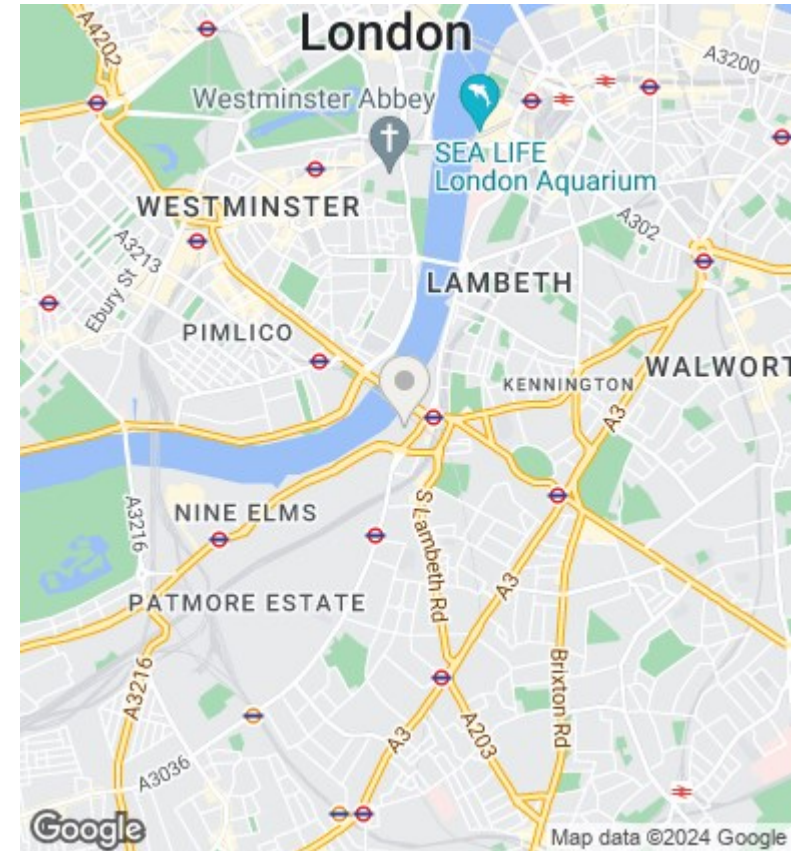 London
A4202
A3200
Westminster Abbey
SEA LIFE
London Aquarium
WESTMINSTER
A302
A3213
Ebury St
LAMBETH
PIMLICO
KENNINGTON
WALWORT
A3
A3216
NINE ELMS
S Lambeth Rd
PATMORE ESTATE
A3
A3216
Brixton Rd
A203
A3
A3036
Google
Map data ©2024 Google